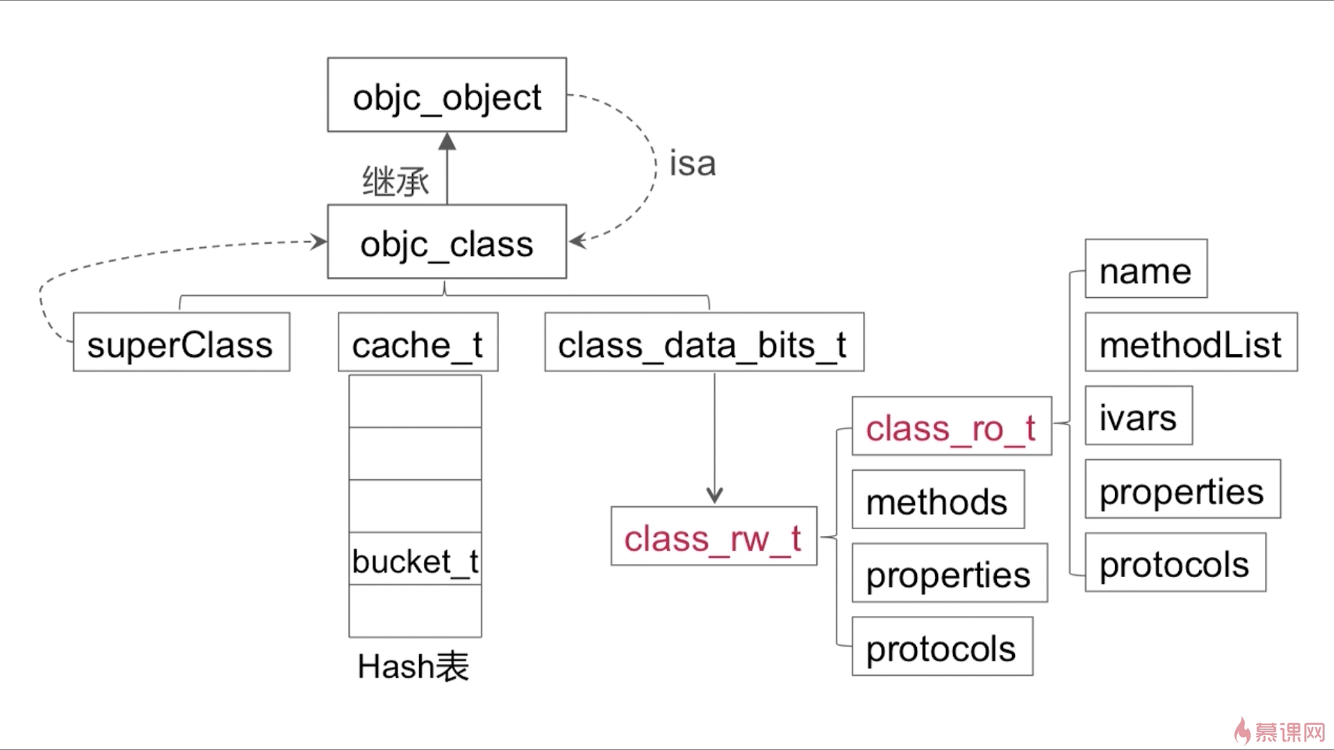 objc_object
继承
isa
objc_class
superClass
cache_t
class_data_bits_t
bucket_t
Hash表
class_rw_t
class_ro_t
methods
properties
protocols
name
methodList
ivars
properties
protocols
慕课网